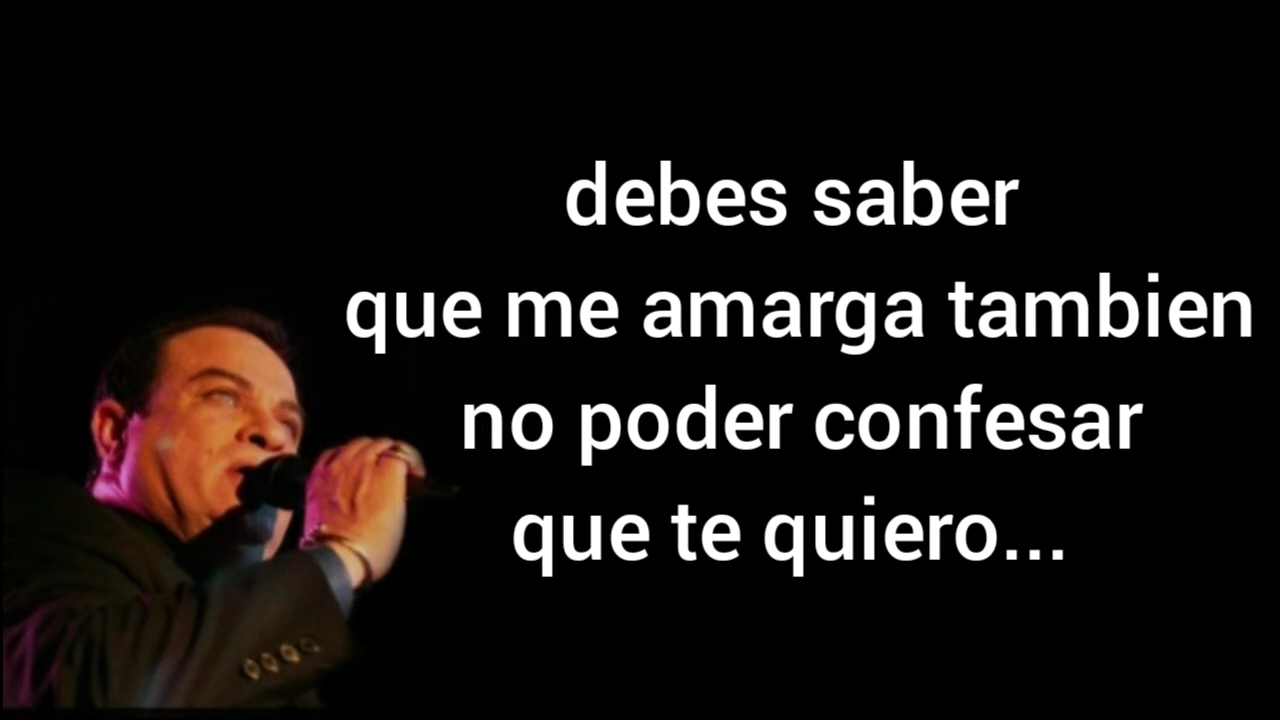 debes saber
que me amarga tambien
no poder confesar
que te quiero...